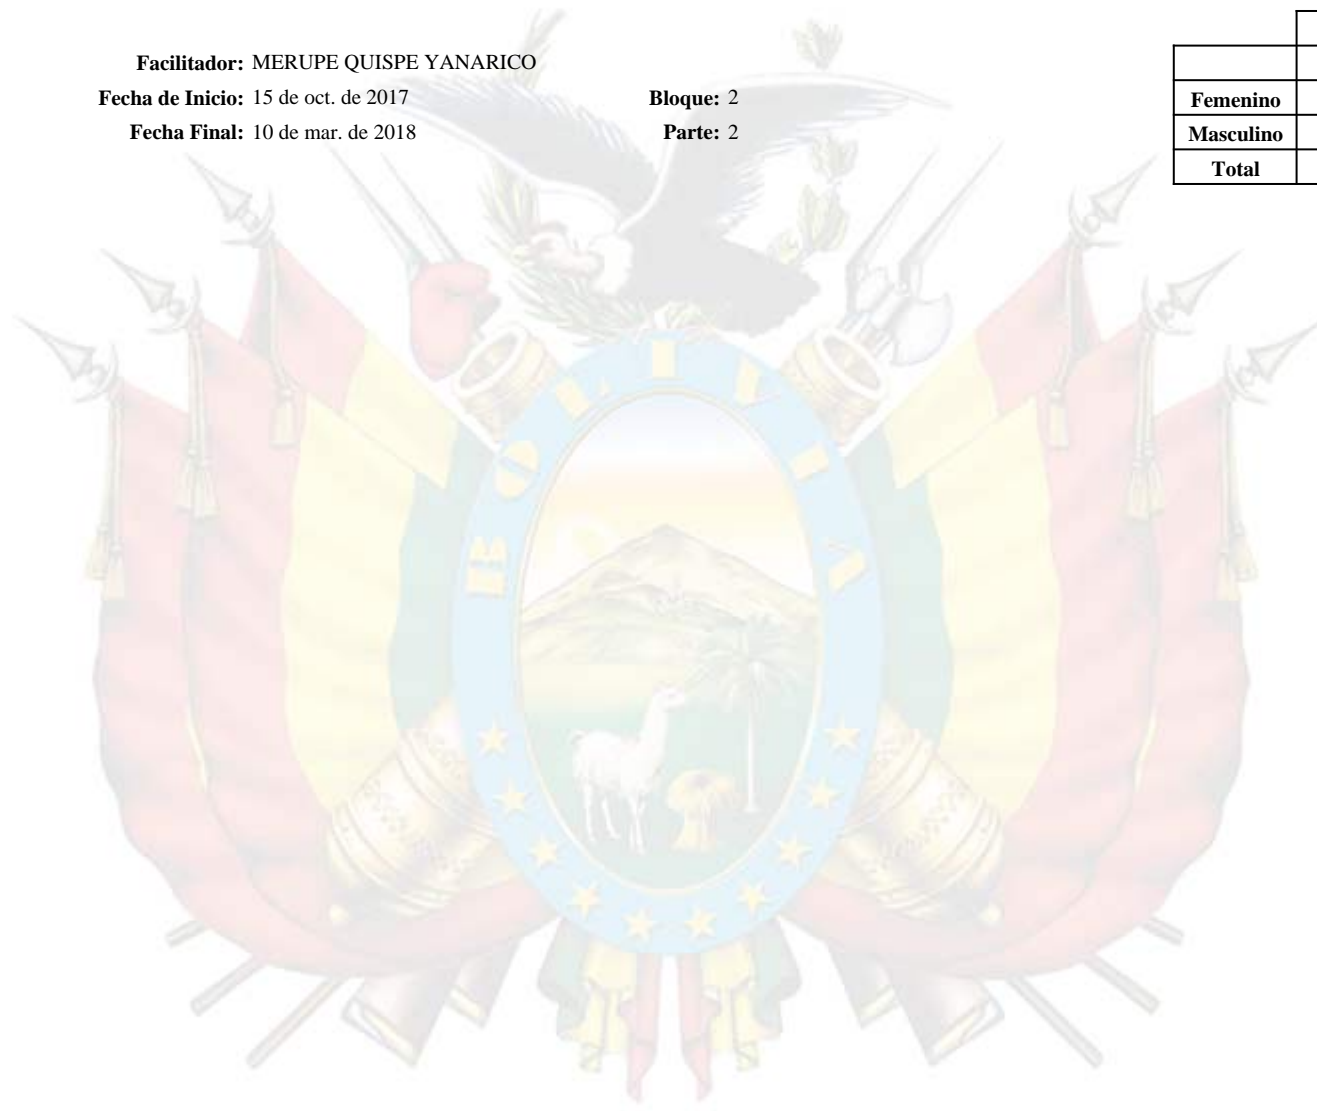 Facilitador: MERUPE QUISPE YANARICO
Fecha de Inicio: 15 de oct. de 2017 Bloque: 2
Fecha Final: 10 de mar. de 2018 Parte: 2
Femenino
Masculino
Total
BOLIVIA